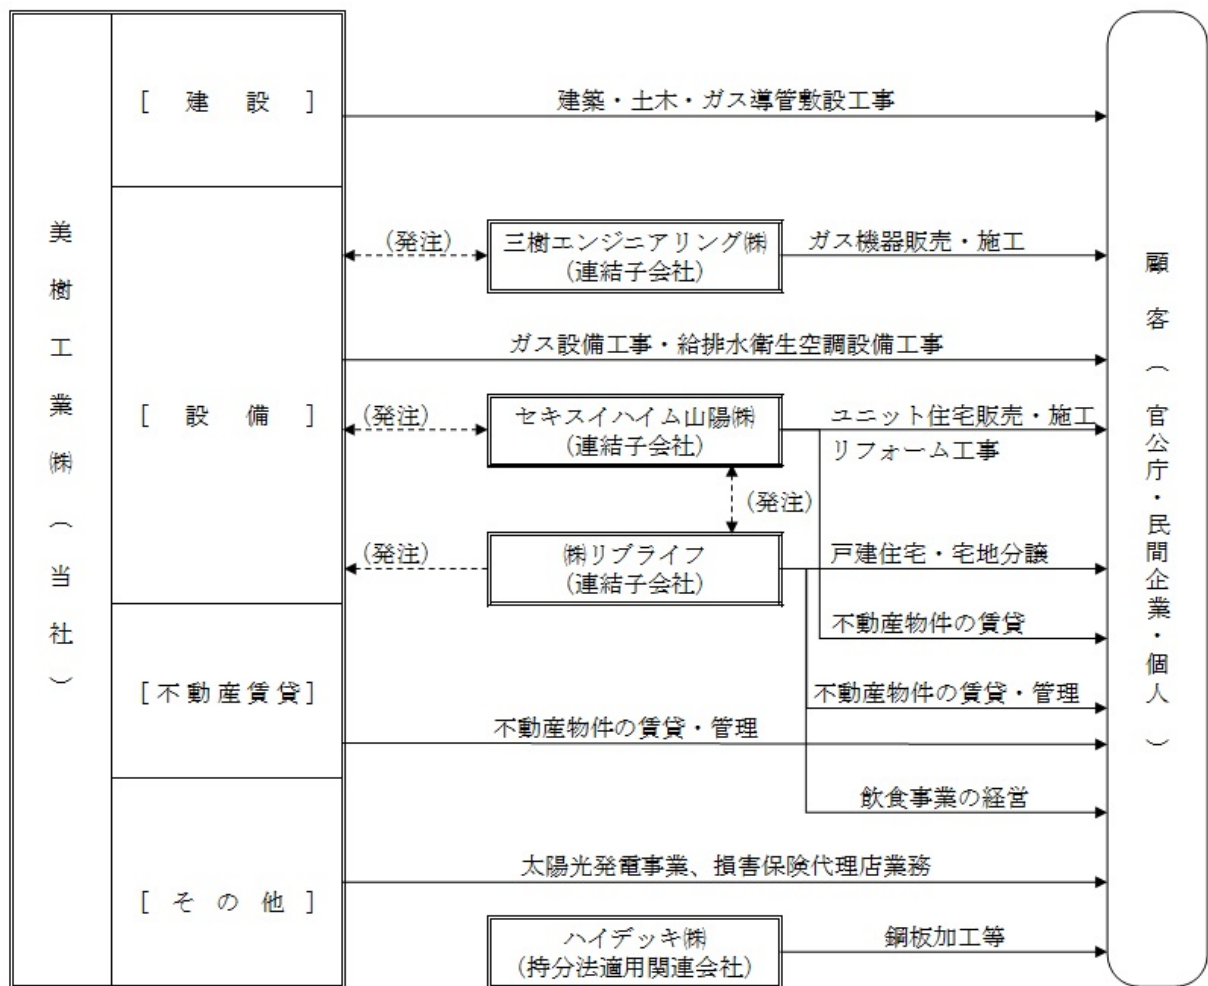 美樹工業㈱（当社）
[建設]
建築・土木・ガス導管敷設工事
(発注)
三樹エンジニアリング㈱
(連結子会社)
ガス機器販売・施工
ガス設備工事・給排水衛生空調設備工事
[設備]
(発注)
セキスイハイム山陽㈱
(連結子会社)
ユニット住宅販売・施工
リフォーム工事
(発注)
(発注)
㈱リブライフ
(連結子会社)
戸建住宅・宅地分譲
不動産物件の賃貸
[不動産賃貸]
不動産物件の賃貸・管理
不動産物件の賃貸・管理
飲食事業の経営
太陽光発電事業、損害保険代理店業務
[その他]
ハイデッキ㈱
(持分法適用関連会社)
鋼板加工等
顧客（官公庁・民間企業・個人）